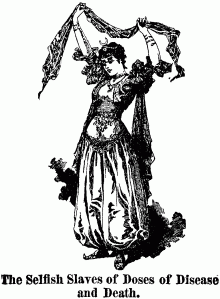 The Selfish Slaves of Doses of Disease
and Death.